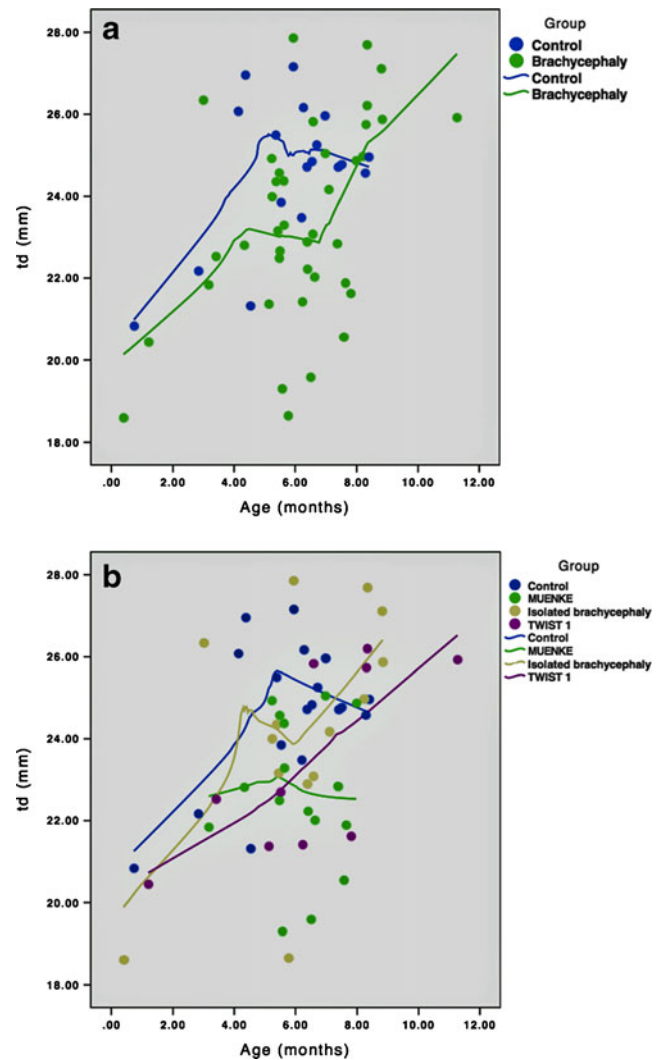 a
Group
Control
Brachycephaly
Control
Brachycephaly
28.00
26.00
24.00
22.00
20.00
18.00
td (mm)
.00 2.00 4.00 6.00 8.00 10.00 12.00
Age (months)
b
Group
Control
MUENKE
Isolated brachycephaly
TWIST 1
Control
MUENKE
Isolated brachycephaly
TWIST 1
28.00
26.00
24.00
22.00
20.00
18.00
td (mm)
.00 2.00 4.00 6.00 8.00 10.00 12.00
Age (months)